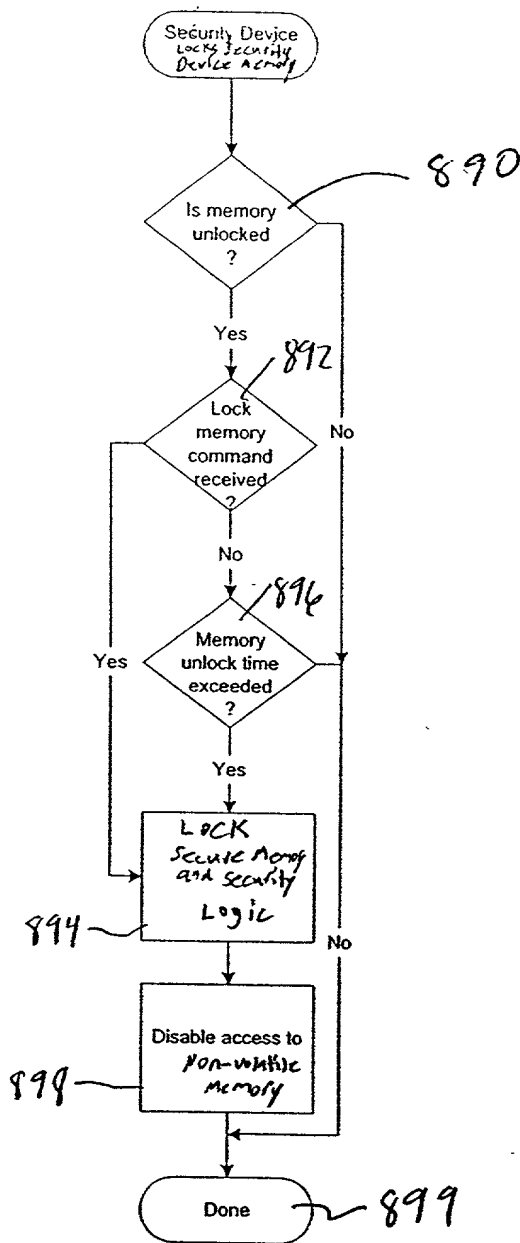 Security Device
Locks Security
Device Memory
890
Is memory
unlocked
?
Yes
892
Lock
memory
command
received
?
No
No
896
Memory
unlock time
exceeded
?
Yes
Yes
LOCK
Secure Memory
and Security
Logic
894
No
Disable access to
Non-volatile
Memory
898
Done
899